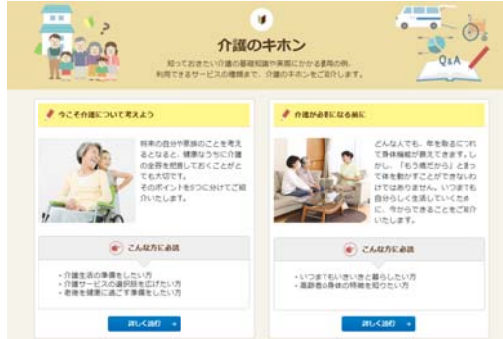 介護のキホン
知っておきたい介護の基礎知識や実際にかかる費用の例、
利用できるサービスの種類まで、介護のキホンをご紹介します。
Q&A
今こそ介護について考えよう
将来の自分や家族のことを考え
るとなると、健康なうちに介護
の全容を把握しておくことがと
ても大切です。
そのポイントを5つに分けてご紹
介いたします。
こんな方に必読
・介護生活の準備をしたい方
・介護サービスの選択肢を広げたい方
・老後を健康に過ごす準備をしたい方
詳しく読む
介護が必要になる前に
どんな人でも、年を取るにつれ
て身体機能が衰えてきます。し
かし、「もう歳だから」と言っ
て体を動かすことができないわ
けではありません。いつまでも
自分らしく生活していくため
に、今からできることをご紹介
いたします。
こんな方に必読
・いつまでもいきいきと暮らしたい方
・高齢者の身体の特徴を知りたい方
詳しく読む